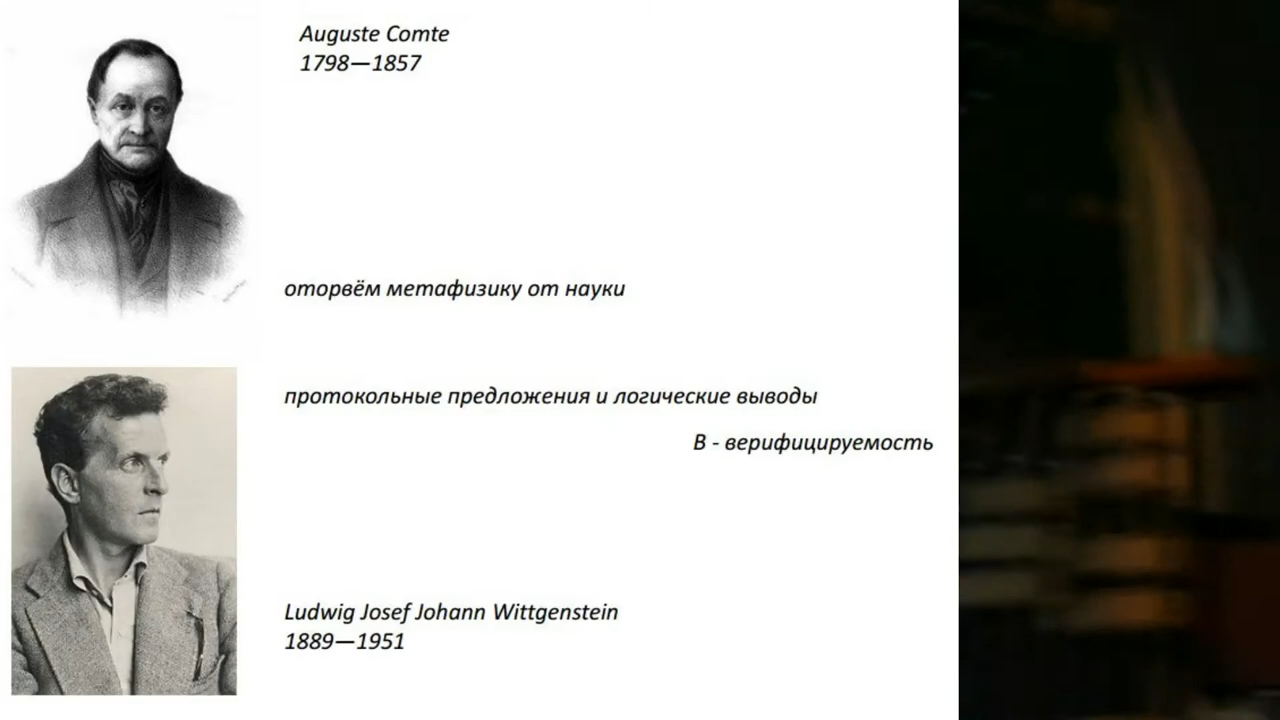 Auguste Comte
1798—1857
оторвём метафизику от науки
протокольные предложения и логические выводы
В - верифицируемость
Ludwig Josef Johann Wittgenstein
1889—1951